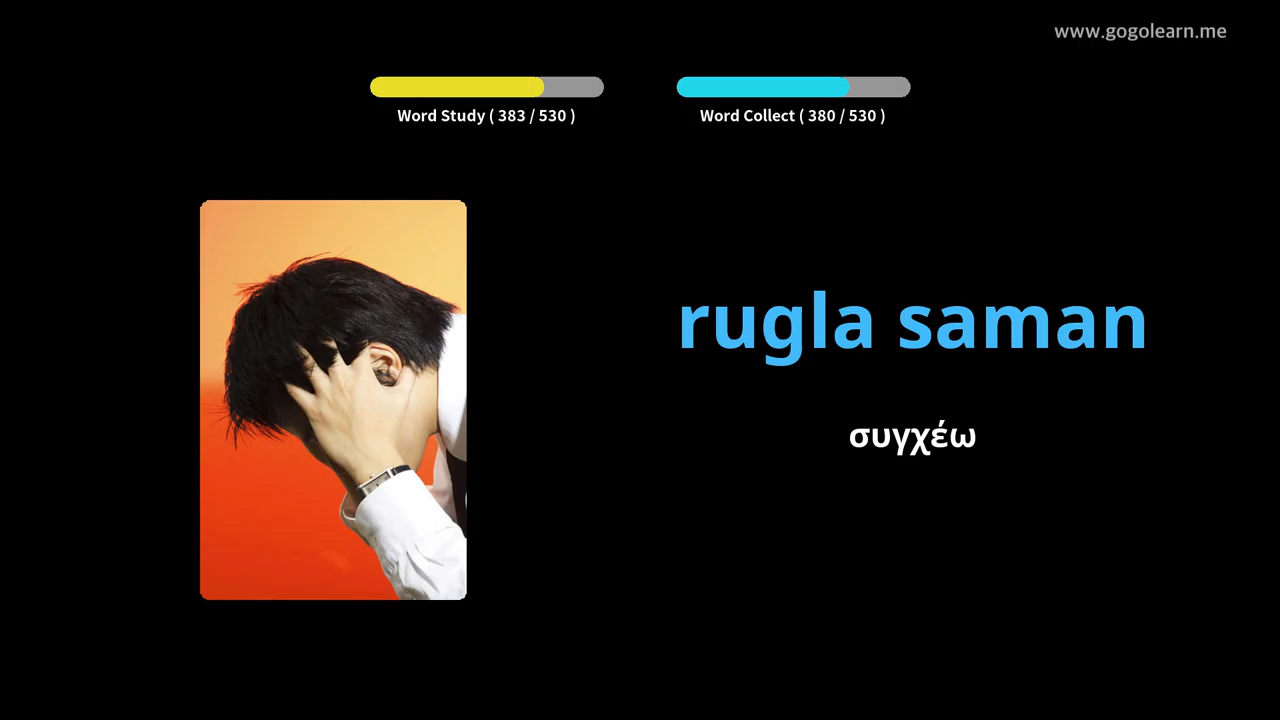 www.gogolearn.me
Word Study ( 383 / 530 )
Word Collect ( 380 / 530 )
rugla saman
συγχέω